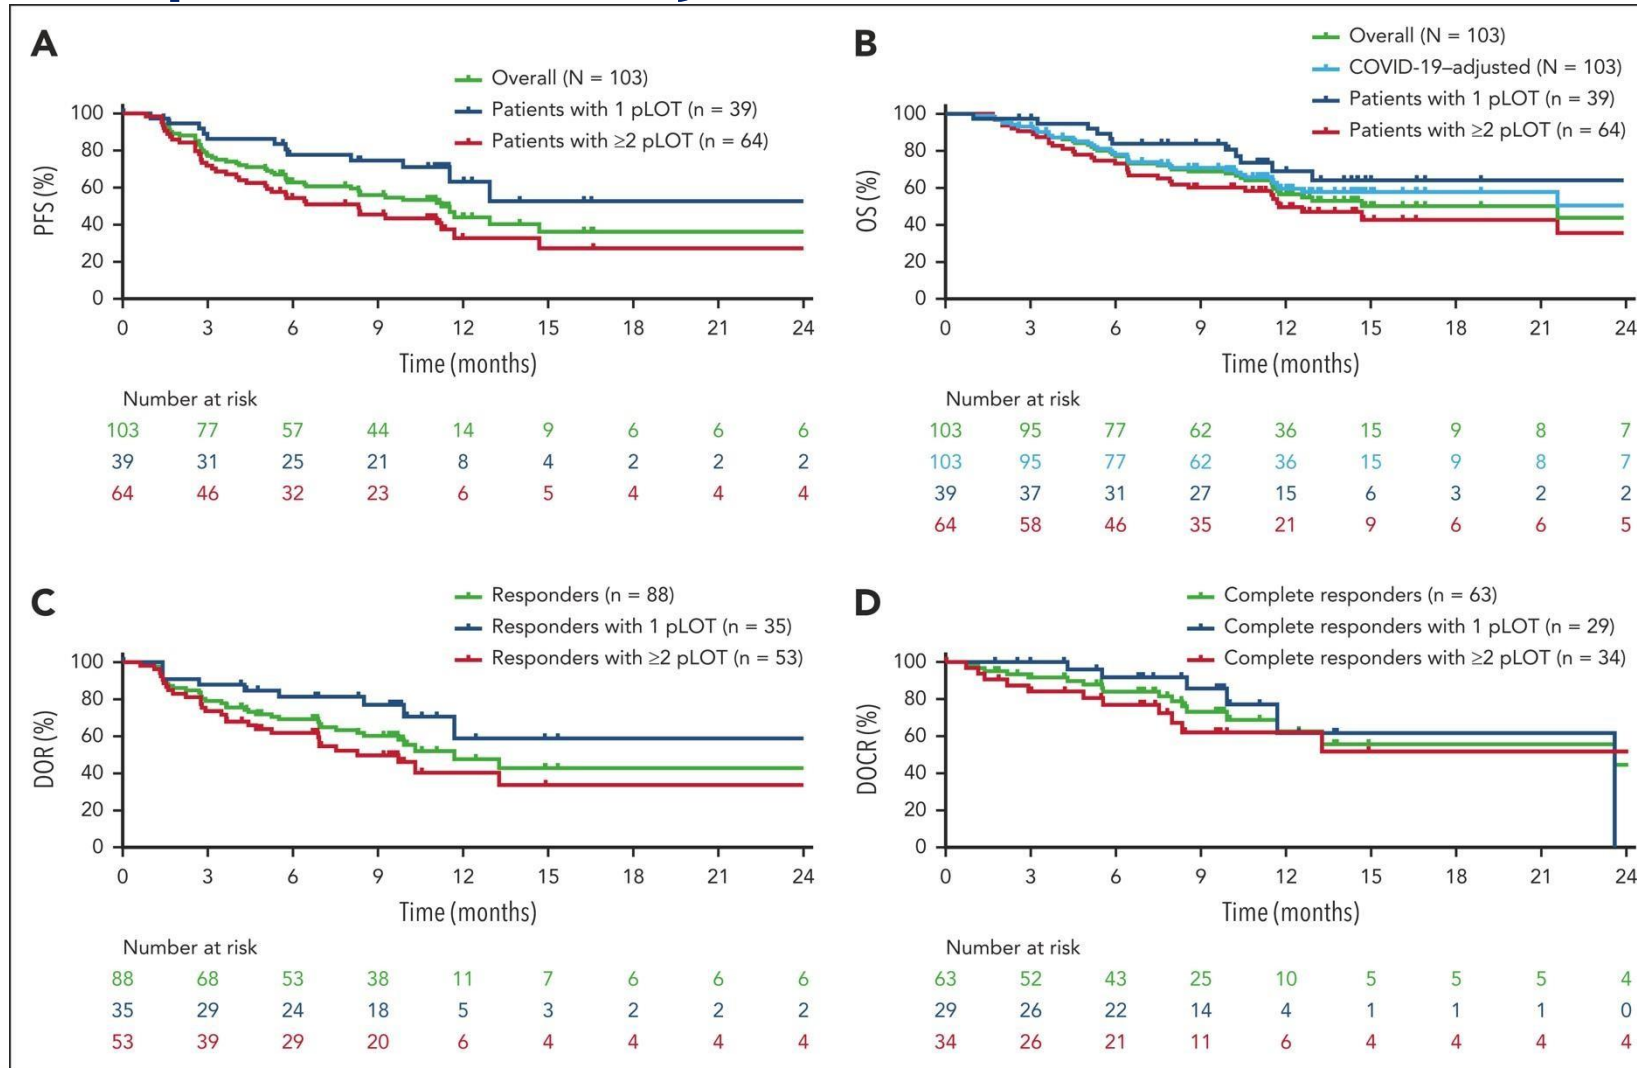 A
Overall (N = 103)
Patients with 1 pLOT (n = 39)
Patients with ≥2 pLOT (n = 64)
PFS (%)
100
80
60
40
20
0
0 3 6 9 12 15 18 21 24
Time (months)
Number at risk
103 77 57 44 14 9 6 6 6
39 31 25 21 8 4 2 2 2
64 46 32 23 6 5 4 4 4
B
Overall (N = 103)
COVID-19–adjusted (N = 103)
Patients with 1 pLOT (n = 39)
Patients with ≥2 pLOT (n = 64)
OS (%)
100
80
60
40
20
0
0 3 6 9 12 15 18 21 24
Time (months)
Number at risk
103 95 77 62 36 15 9 8 7
103 95 77 62 36 15 9 8 7
39 37 31 27 15 6 3 2 2
64 58 46 35 21 9 6 6 5
C
Responders (n = 88)
Responders with 1 pLOT (n = 35)
Responders with ≥2 pLOT (n = 53)
DOR (%)
100
80
60
40
20
0
0 3 6 9 12 15 18 21 24
Time (months)
Number at risk
88 68 53 38 11 7 6 6 6
35 29 24 18 5 3 2 2 2
53 39 29 20 6 4 4 4 4
D
Complete responders (n = 63)
Complete responders with 1 pLOT (n = 29)
Complete responders with ≥2 pLOT (n = 34)
DOCR (%)
100
80
60
40
20
0
0 3 6 9 12 15 18 21 24
Time (months)
Number at risk
63 52 43 25 10 5 5 5 4
29 26 22 14 4 1 1 1 0
34 26 21 11 6 4 4 4 4